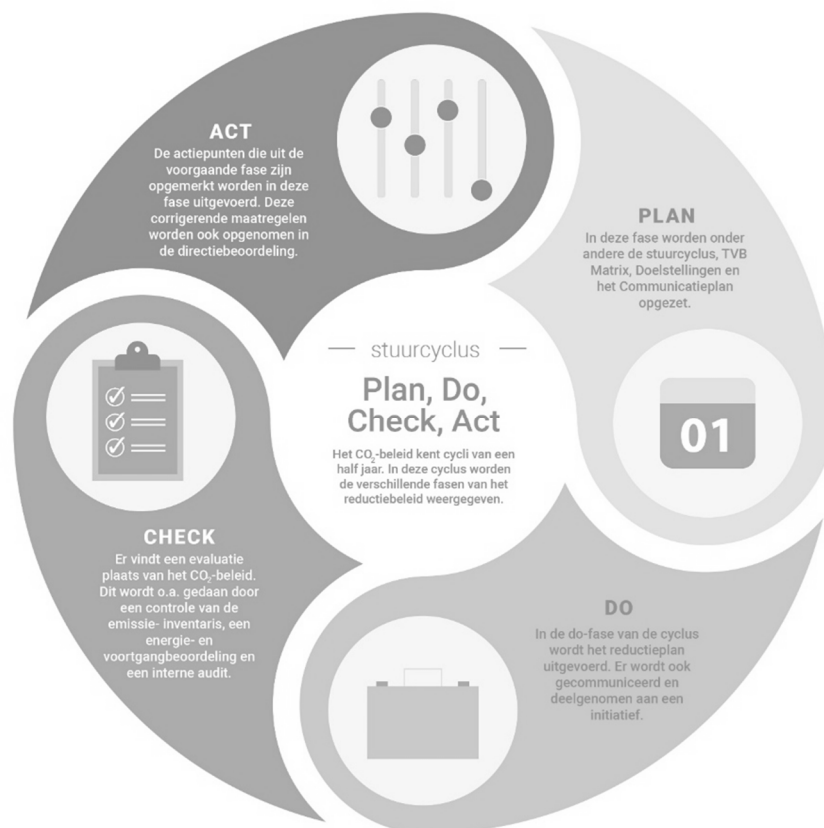 ACT
De actiepunten die uit de
voorgaande fase zijn
opgemerkt worden in deze
fase uitgevoerd. Deze
corrigerende maatregelen
worden ook opgenomen in
de directiebeoordeling.
PLAN
In deze fase worden onder
andere de stuurcyclus, TVB
Matrix, Doelstellingen en
het Communicatieplan
opgezet.
01
stuurcyclus
Plan, Do,
Check, Act
Het CO₂-beleid kent cycli van een
half jaar. In deze cyclus worden
de verschillende fasen van het
reductiebeleid weergegeven.
CHECK
Er vindt een evaluatie
plaats van het CO₂-beleid.
Dit wordt o.a. gedaan door
een controle van de
emissie- inventaris, een
energie- en
voortgangbeoordeling en
een interne audit.
DO
In de do-fase van de cyclus
wordt het reductieplan
uitgevoerd. Er wordt ook
gecommuniceerd en
deelgenomen aan een
initiatief.